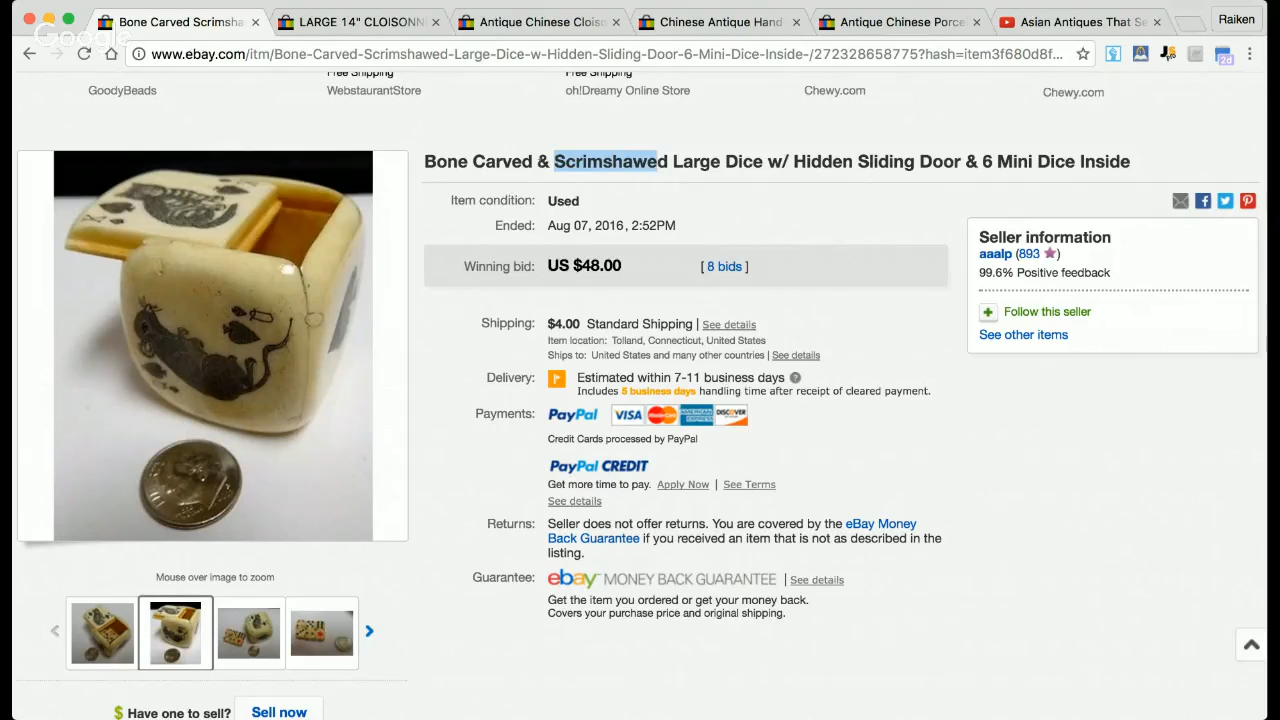 Bone Carved Scrimsha
LARGE 14" CLOISONN
Antique Chinese Clois
Chinese Antique Hand
Antique Chinese Porce
Asian Antiques That Se
Raiken
Google
www.ebay.com/itm/Bone-Carved-Scrimshawed-Large-Dice-w-Hidden-Sliding-Door-6-Mini-Dice-Inside-/272328658775?hash=item3f680d8f...
2d
Free Shipping
Free Shipping
GoodyBeads
WebstaurantStore
oh!Dreamy Online Store
Chewy.com
Chewy.com
Bone Carved & Scrimshawed Large Dice w/ Hidden Sliding Door & 6 Mini Dice Inside
Item condition: Used
Ended: Aug 07, 2016, 2:52PM
Winning bid: US $48.00 [ 8 bids ]
Shipping: $4.00 Standard Shipping | See details
Item location: Tolland, Connecticut, United States
Ships to: United States and many other countries | See details
Delivery: Estimated within 7-11 business days
Includes 5 business days handling time after receipt of cleared payment.
Payments: PayPal VISA MasterCard AMERICAN EXPRESS DISCOVER
Credit Cards processed by PayPal
PayPal CREDIT
Get more time to pay. Apply Now | See Terms
See details
Returns: Seller does not offer returns. You are covered by the eBay Money
Back Guarantee if you received an item that is not as described in the
listing.
Guarantee: ebay MONEY BACK GUARANTEE | See details
Get the item you ordered or get your money back.
Covers your purchase price and original shipping.
Seller information
aaalp (893 )
99.6% Positive feedback
Follow this seller
See other items
Mouse over image to zoom
$ Have one to sell? Sell now